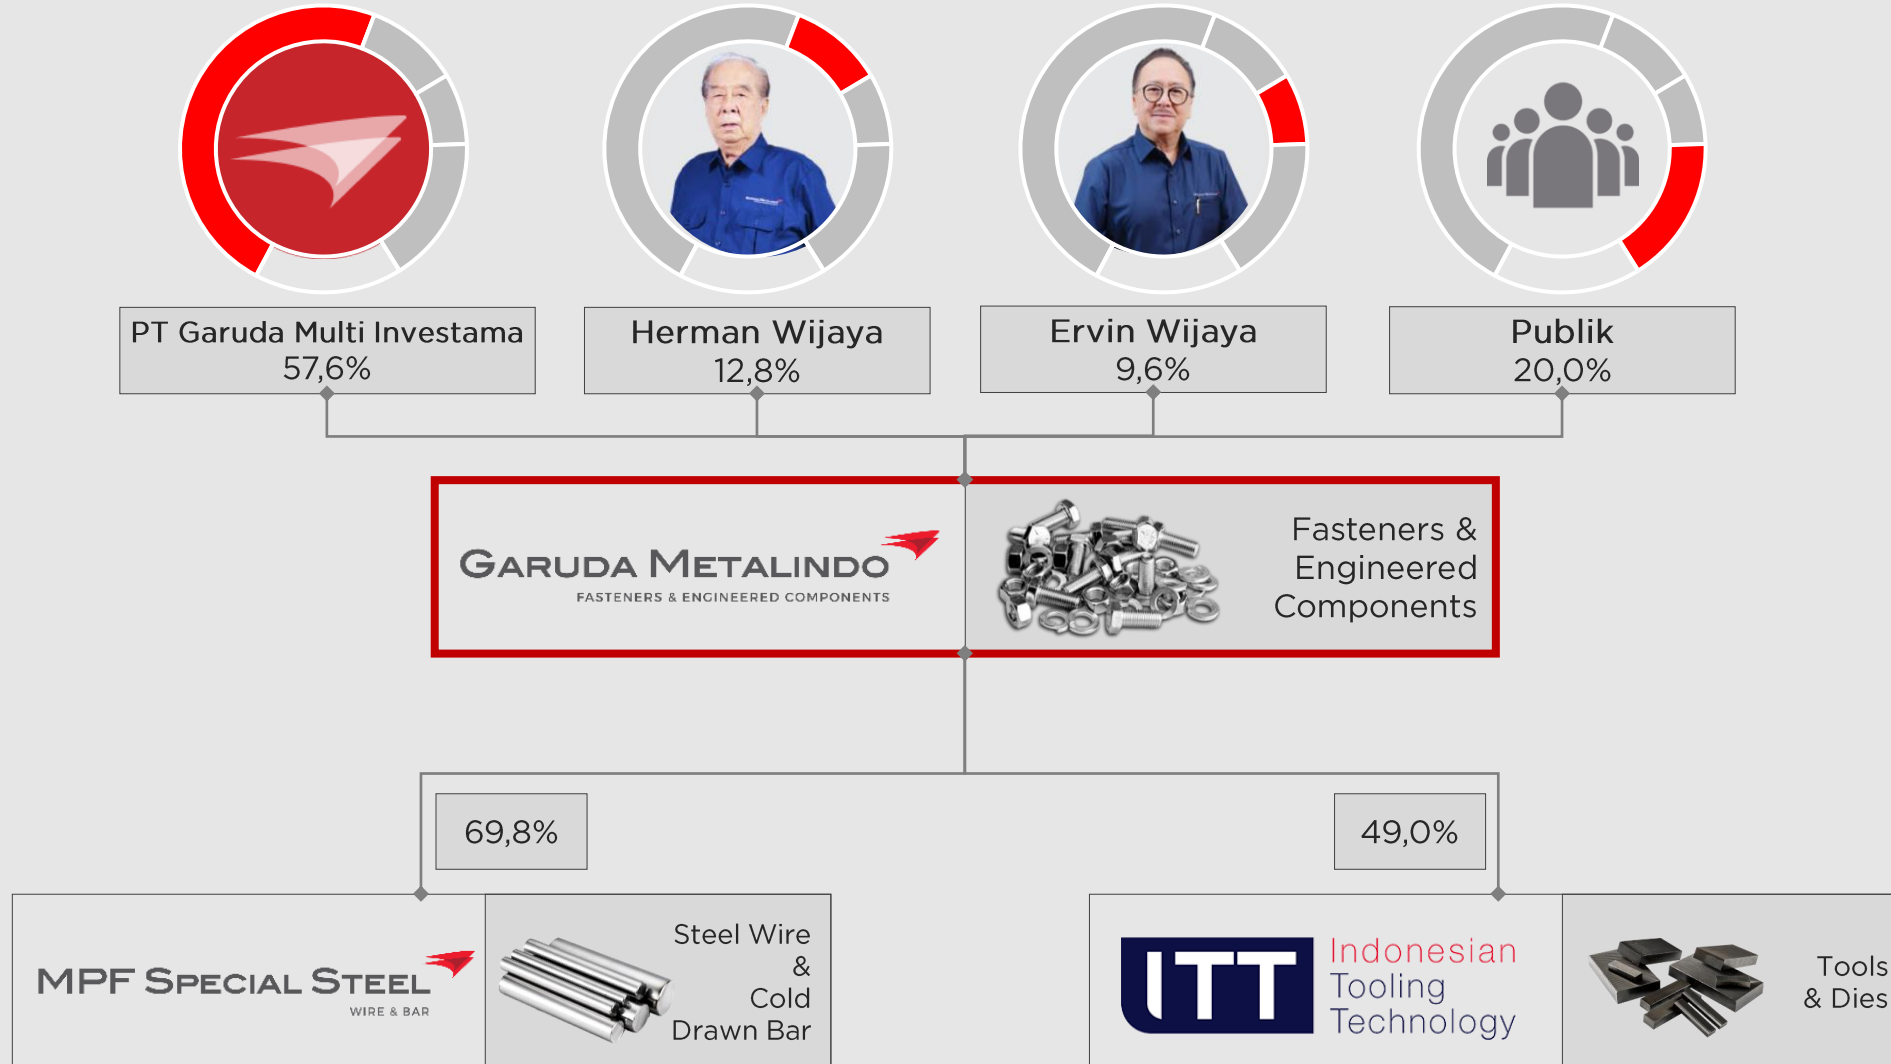 PT Garuda Multi Investama
57,6%
Herman Wijaya
12,8%
Ervin Wijaya
9,6%
Publik
20,0%
GARUDA METALINDO
FASTENERS & ENGINEERED COMPONENTS
Fasteners &
Engineered
Components
69,8%
49,0%
MPF SPECIAL STEEL
WIRE & BAR
Steel Wire
&
Cold
Drawn Bar
ITT
Indonesian
Tooling
Technology
Tools
& Dies